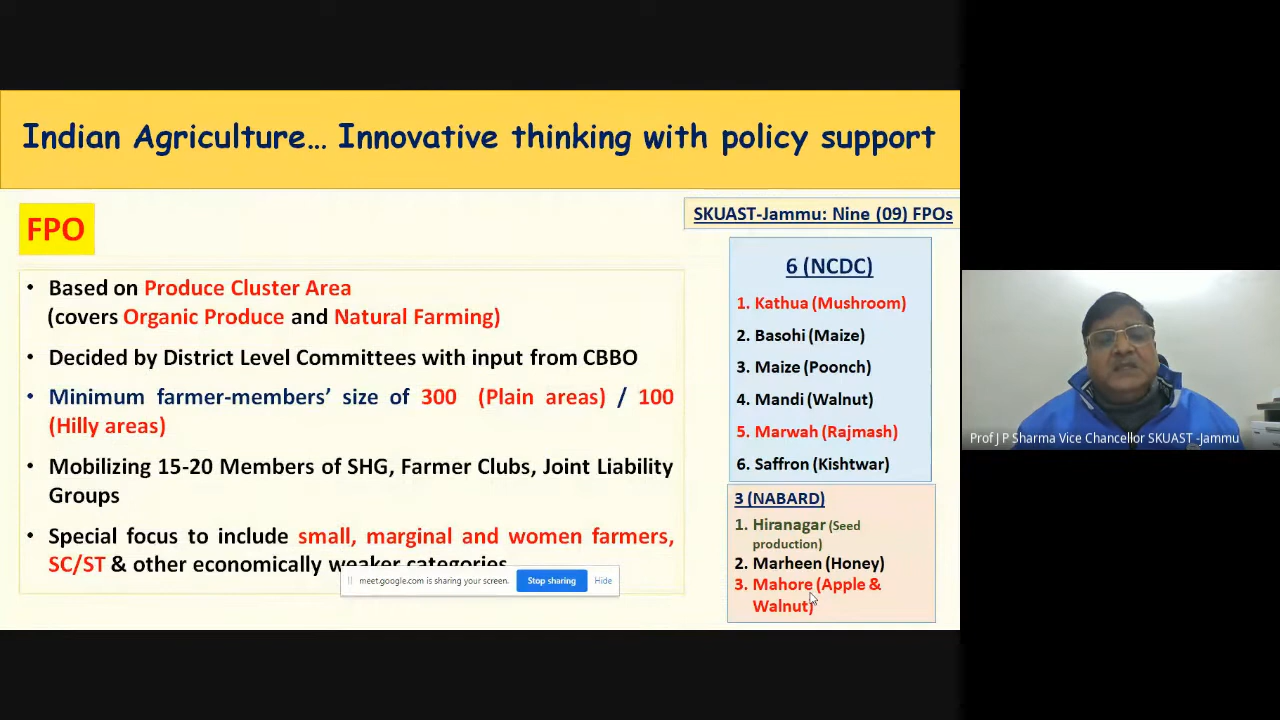 Indian Agriculture… Innovative thinking with policy support
FPO
• Based on Produce Cluster Area
(covers Organic Produce and Natural Farming)
• Decided by District Level Committees with input from CBBO
• Minimum farmer-members' size of 300 (Plain areas) / 100
(Hilly areas)
• Mobilizing 15-20 Members of SHG, Farmer Clubs, Joint Liability
Groups
• Special focus to include small, marginal and women farmers,
SC/ST & other economically weaker categories
meet.google.com is sharing your screen. Stop sharing Hide
SKUAST-Jammu: Nine (09) FPOs
6 (NCDC)
1. Kathua (Mushroom)
2. Basohi (Maize)
3. Maize (Poonch)
4. Mandi (Walnut)
5. Marwah (Rajmash)
6. Saffron (Kishtwar)
3 (NABARD)
1. Hiranagar (Seed
production)
2. Marheen (Honey)
3. Mahore (Apple &
Walnut)
Prof J P Sharma Vice Chancellor SKUAST -Jammu